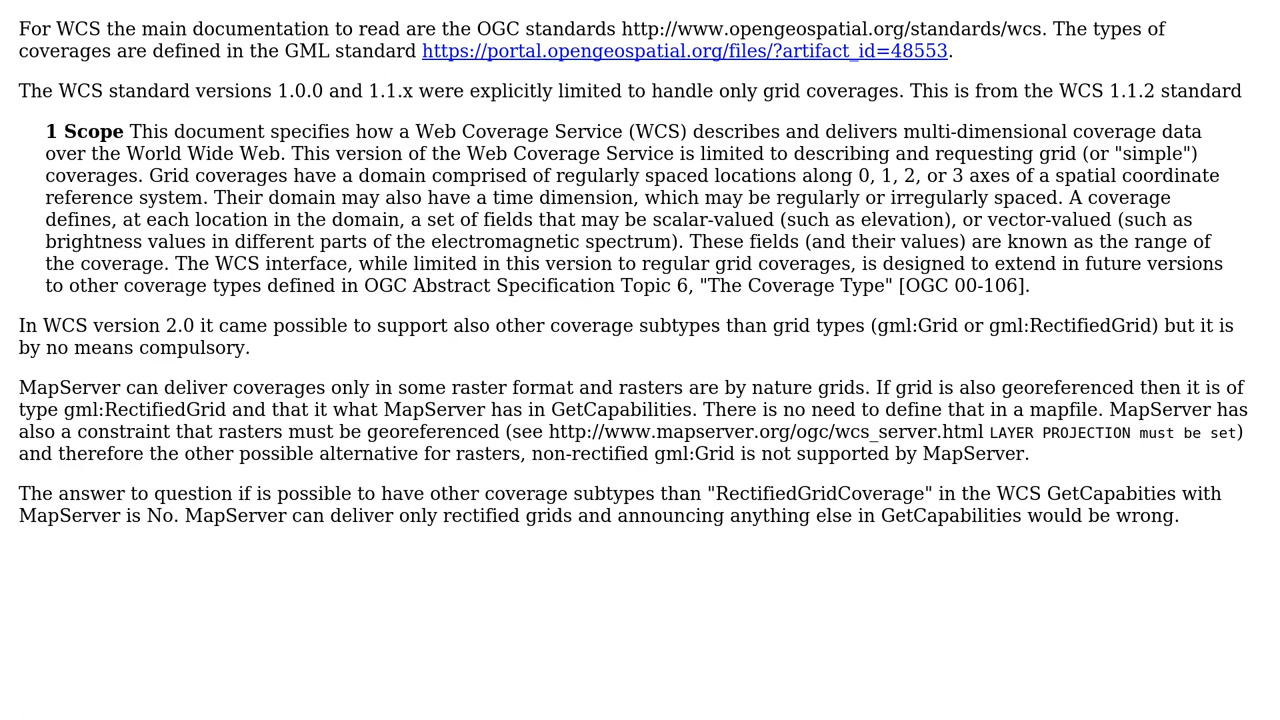 For WCS the main documentation to read are the OGC standards http://www.opengeospatial.org/standards/wcs. The types of
coverages are defined in the GML standard https://portal.opengeospatial.org/files/?artifact_id=48553.
The WCS standard versions 1.0.0 and 1.1.x were explicitly limited to handle only grid coverages. This is from the WCS 1.1.2 standard
1 Scope This document specifies how a Web Coverage Service (WCS) describes and delivers multi-dimensional coverage data
over the World Wide Web. This version of the Web Coverage Service is limited to describing and requesting grid (or "simple")
coverages. Grid coverages have a domain comprised of regularly spaced locations along 0, 1, 2, or 3 axes of a spatial coordinate
reference system. Their domain may also have a time dimension, which may be regularly or irregularly spaced. A coverage
defines, at each location in the domain, a set of fields that may be scalar-valued (such as elevation), or vector-valued (such as
brightness values in different parts of the electromagnetic spectrum). These fields (and their values) are known as the range of
the coverage. The WCS interface, while limited in this version to regular grid coverages, is designed to extend in future versions
to other coverage types defined in OGC Abstract Specification Topic 6, "The Coverage Type" [OGC 00-106].
In WCS version 2.0 it came possible to support also other coverage subtypes than grid types (gml:Grid or gml:RectifiedGrid) but it is
by no means compulsory.
MapServer can deliver coverages only in some raster format and rasters are by nature grids. If grid is also georeferenced then it is of
type gml:RectifiedGrid and that it what MapServer has in GetCapabilities. There is no need to define that in a mapfile. MapServer has
also a constraint that rasters must be georeferenced (see http://www.mapserver.org/ogc/wcs_server.html LAYER PROJECTION must be set)
and therefore the other possible alternative for rasters, non-rectified gml:Grid is not supported by MapServer.
The answer to question if is possible to have other coverage subtypes than "RectifiedGridCoverage" in the WCS GetCapabities with
MapServer is No. MapServer can deliver only rectified grids and announcing anything else in GetCapabilities would be wrong.